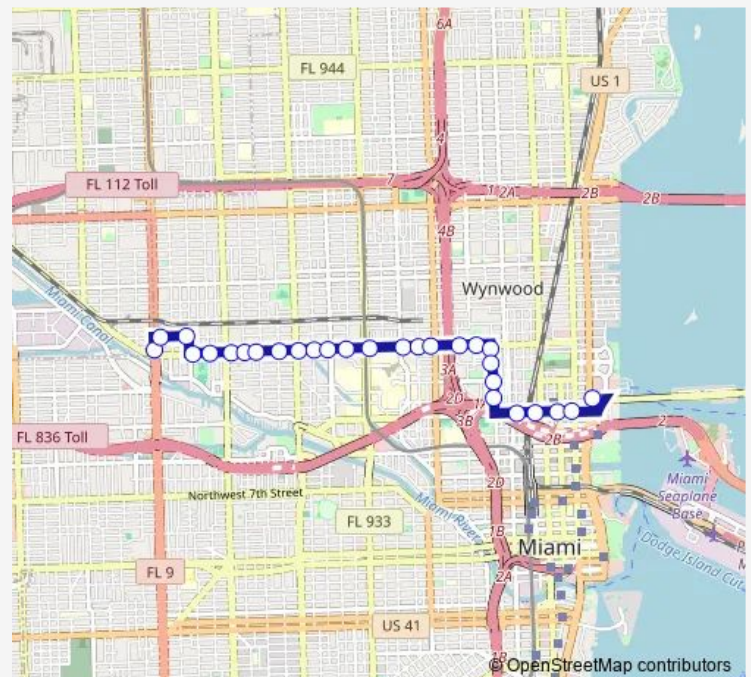 6A
FL 944
US 1
4
7
FL 112 Toll
1
2A
2B
2B
4B
Wynwood
Miami Canal
3A
2D
3B
2B
2
FL 836 Toll
Miami
Seaplane
Base
2D
Northwest 7th Street
Miami River
FL 933
1B
Miami
Dodge Island Cut
FL 9
2A
US 41
1B
© OpenStreetMap contributors